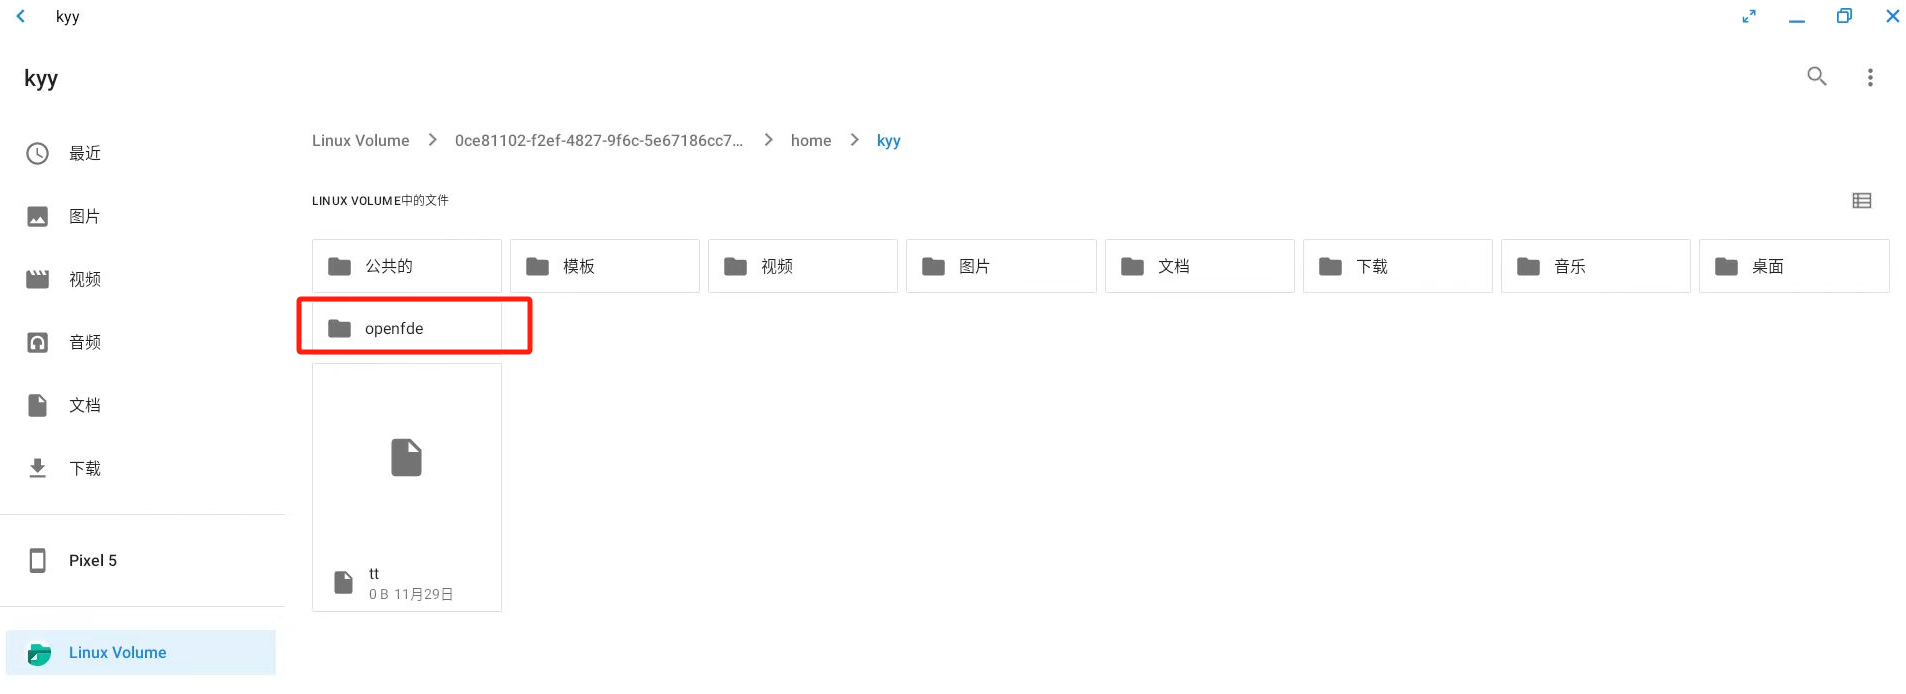 kyy
kyy
最近
图片
视频
音频
文档
下载
Pixel 5
Linux Volume
Linux Volume > 0ce81102-f2ef-4827-9f6c-5e67186cc7... > home > kyy
LINUX VOLUME中的文件
公共的 模板 视频 图片 文档 下载 音乐 桌面
openfde
tt
0 B 11月29日